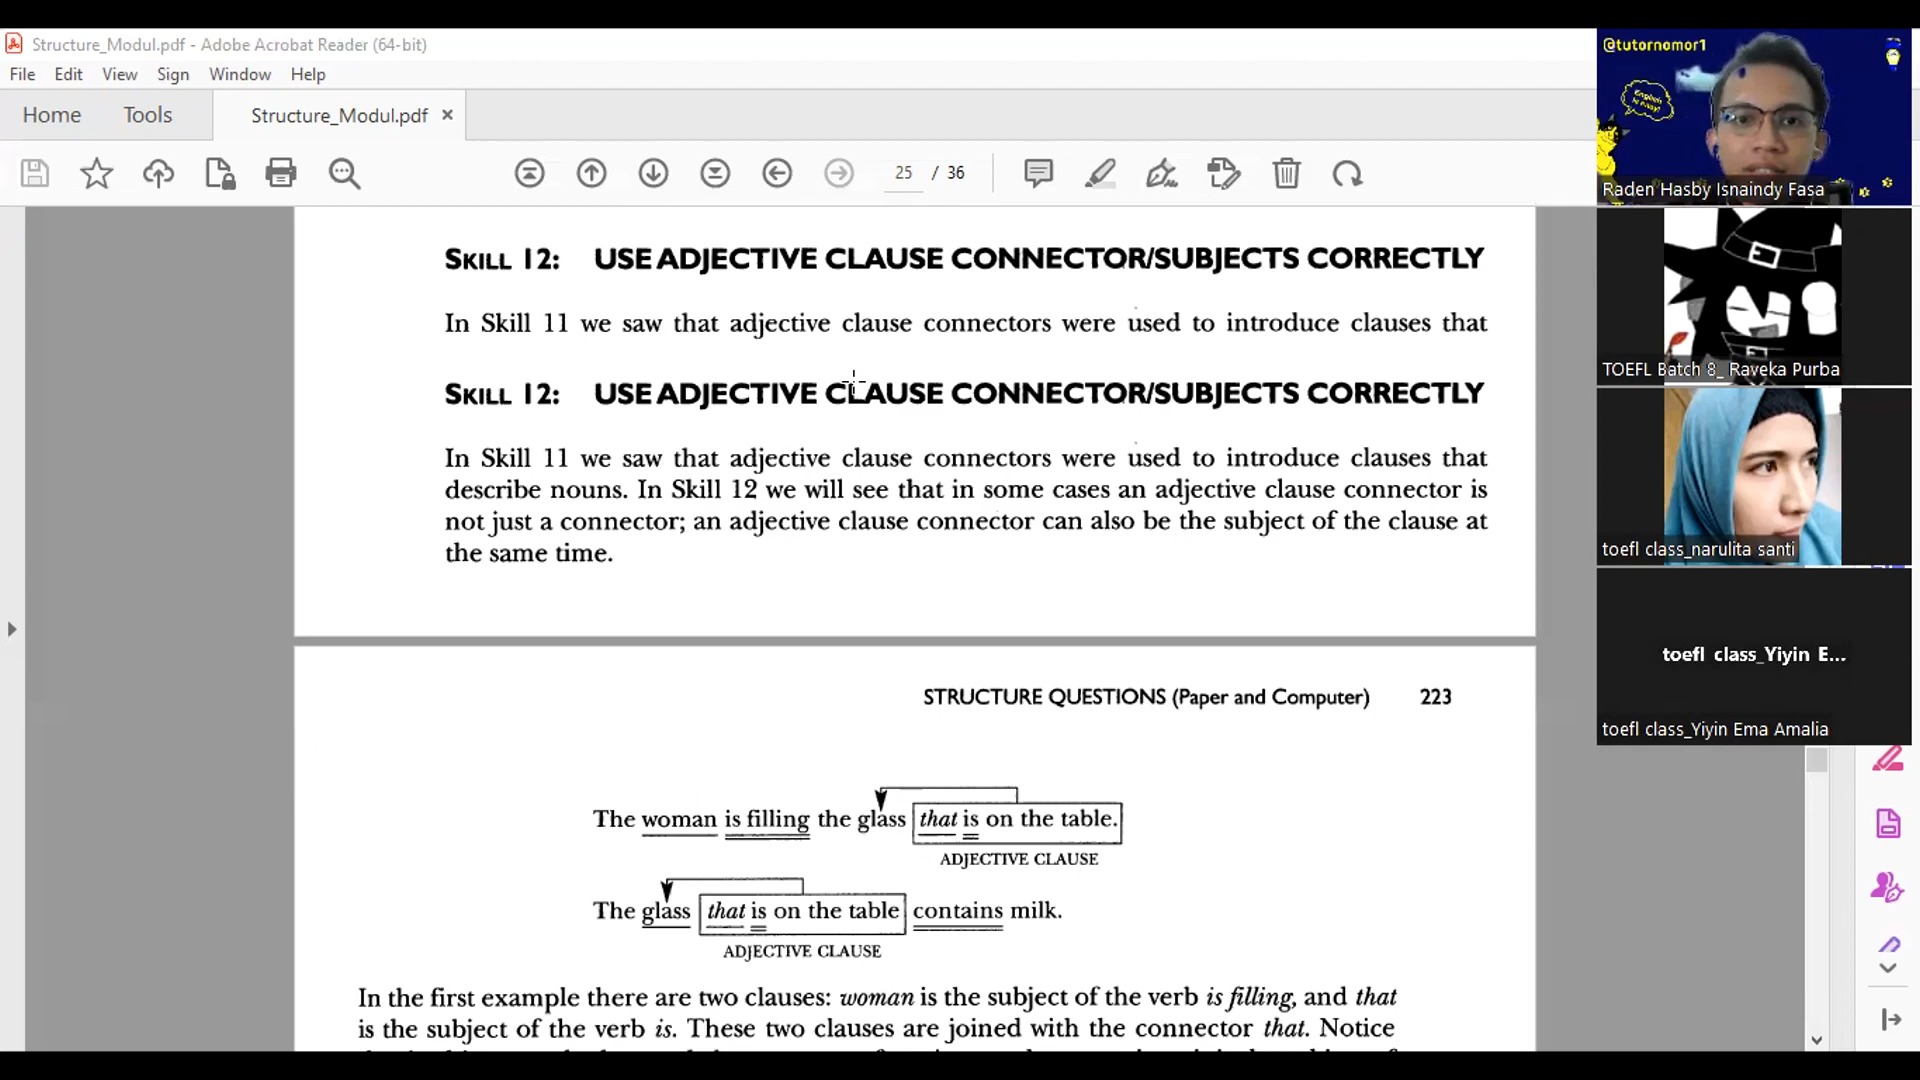 Structure_Modul.pdf - Adobe Acrobat Reader (64-bit)
File Edit View Sign Window Help
Home Tools Structure_Modul.pdf ×
25 / 36
SKILL 12: USE ADJECTIVE CLAUSE CONNECTOR/SUBJECTS CORRECTLY
In Skill 11 we saw that adjective clause connectors were used to introduce clauses that
SKILL 12: USE ADJECTIVE CLAUSE CONNECTOR/SUBJECTS CORRECTLY
In Skill 11 we saw that adjective clause connectors were used to introduce clauses that
describe nouns. In Skill 12 we will see that in some cases an adjective clause connector is
not just a connector; an adjective clause connector can also be the subject of the clause at
the same time.
STRUCTURE QUESTIONS (Paper and Computer) 223
The woman is filling the glass that is on the table.
ADJECTIVE CLAUSE
The glass that is on the table contains milk.
ADJECTIVE CLAUSE
In the first example there are two clauses: woman is the subject of the verb is filling, and that
is the subject of the verb is. These two clauses are joined with the connector that. Notice
@tutornomor1
English is easy!
Raden Hasby Isnaindy Fasa
TOEFL Batch 8_ Raveka Purba
toefl class_narulita santi
toefl class_Yiyin E...
toefl class_Yiyin Ema Amalia